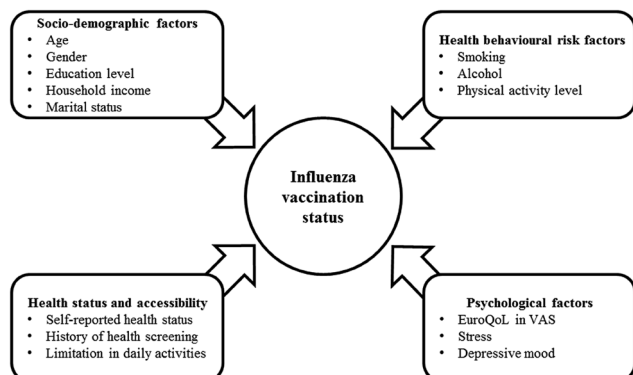 Socio-demographic factors
• Age
• Gender
• Education level
• Household income
• Marital status
Health behavioural risk factors
• Smoking
• Alcohol
• Physical activity level
Influenza
vaccination
status
Health status and accessibility
• Self-reported health status
• History of health screening
• Limitation in daily activities
Psychological factors
• EuroQoL in VAS
• Stress
• Depressive mood